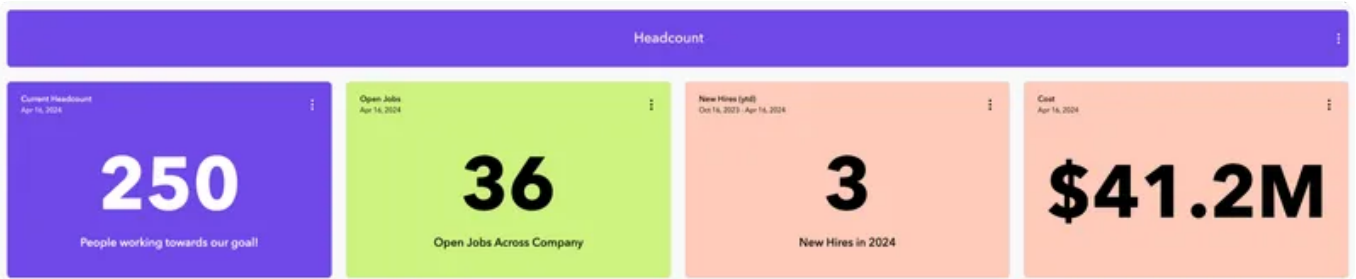 Headcount
Current Headcount
Apr 16, 2024
250
People working towards our goal!
Open Jobs
Apr 16, 2024
36
Open Jobs Across Company
New Hires (ytd)
Oct 16, 2023 - Apr 16, 2024
3
New Hires in 2024
Cost
Apr 16, 2024
$41.2M